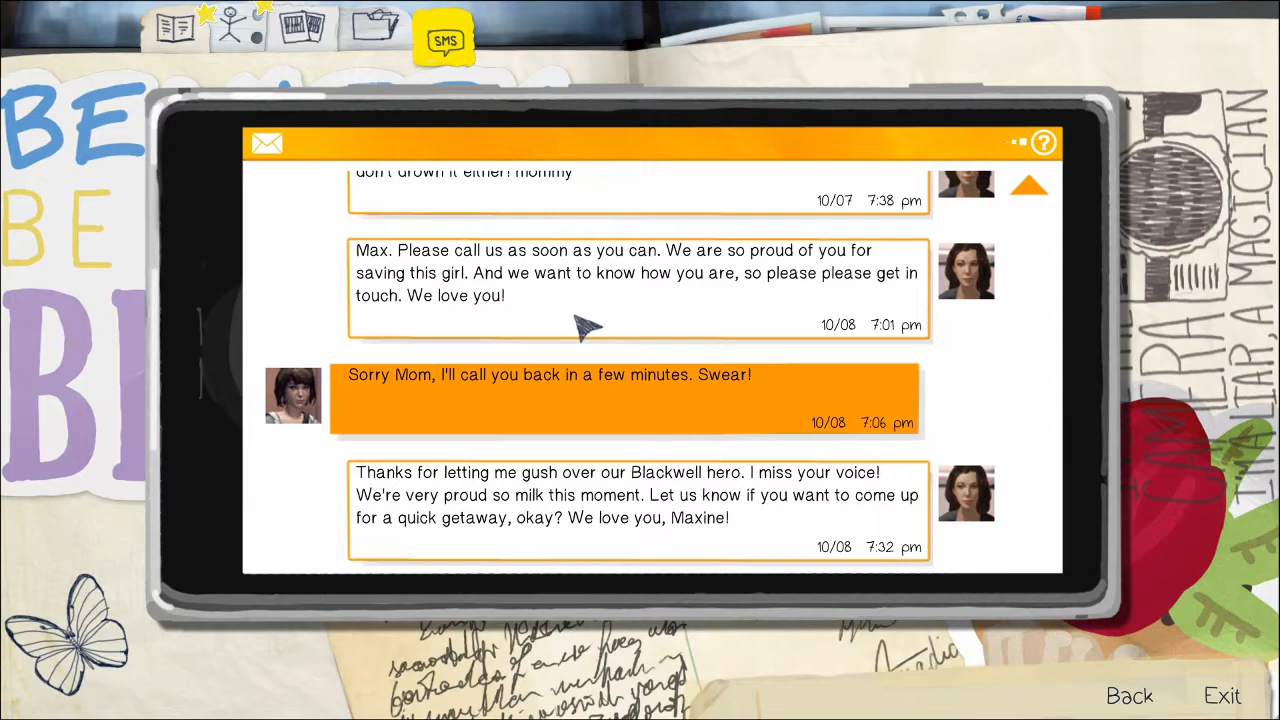 SMS
BE
BE
don't drown it either! mommy
10/07 7:38 pm
Max. Please call us as soon as you can. We are so proud of you for
saving this girl. And we want to know how you are, so please please get in
touch. We love you!
10/08 7:01 pm
Sorry Mom, I'll call you back in a few minutes. Swear!
10/08 7:06 pm
Thanks for letting me gush over our Blackwell hero. I miss your voice!
We're very proud so milk this moment. Let us know if you want to come up
for a quick getaway, okay? We love you, Maxine!
10/08 7:32 pm
CAMERA
LIAR, A MAGICIAN
Back Exit